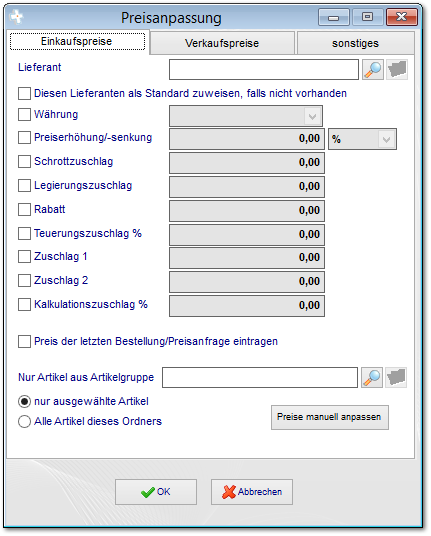 Preisanpassung
Einkaufspreise Verkaufspreise sonstiges
Lieferant
Diesen Lieferanten als Standard zuweisen, falls nicht vorhanden
Währung
Preiserhöhung/-senkung 0,00 %
Schrottzuschlag 0,00
Legierungszuschlag 0,00
Rabatt 0,00
Teuerungszuschlag % 0,00
Zuschlag 1 0,00
Zuschlag 2 0,00
Kalkulationszuschlag % 0,00
Preis der letzten Bestellung/Preisanfrage eintragen
Nur Artikel aus Artikelgruppe
nur ausgewählte Artikel
Alle Artikel dieses Ordners
Preise manuell anpassen
OK Abbrechen